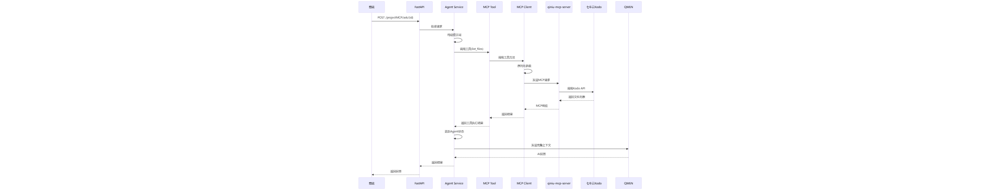 前端
FastAPI
Agent Service
MCP Tool
MCP Client
qiniu-mcp-server
七牛云Kodo
QWEN
POST /projectMCP/ask/{id}
处理请求
构建提示词
调用工具(list_files)
调用工具方法
序列化参数
发送MCP请求
调用Kodo API
返回文件列表
MCP响应
返回结果
返回工具执行结果
更新Agent状态
发送完整上下文
AI回答
返回结果
返回回答
前端
FastAPI
Agent Service
MCP Tool
MCP Client
qiniu-mcp-server
七牛云Kodo
QWEN